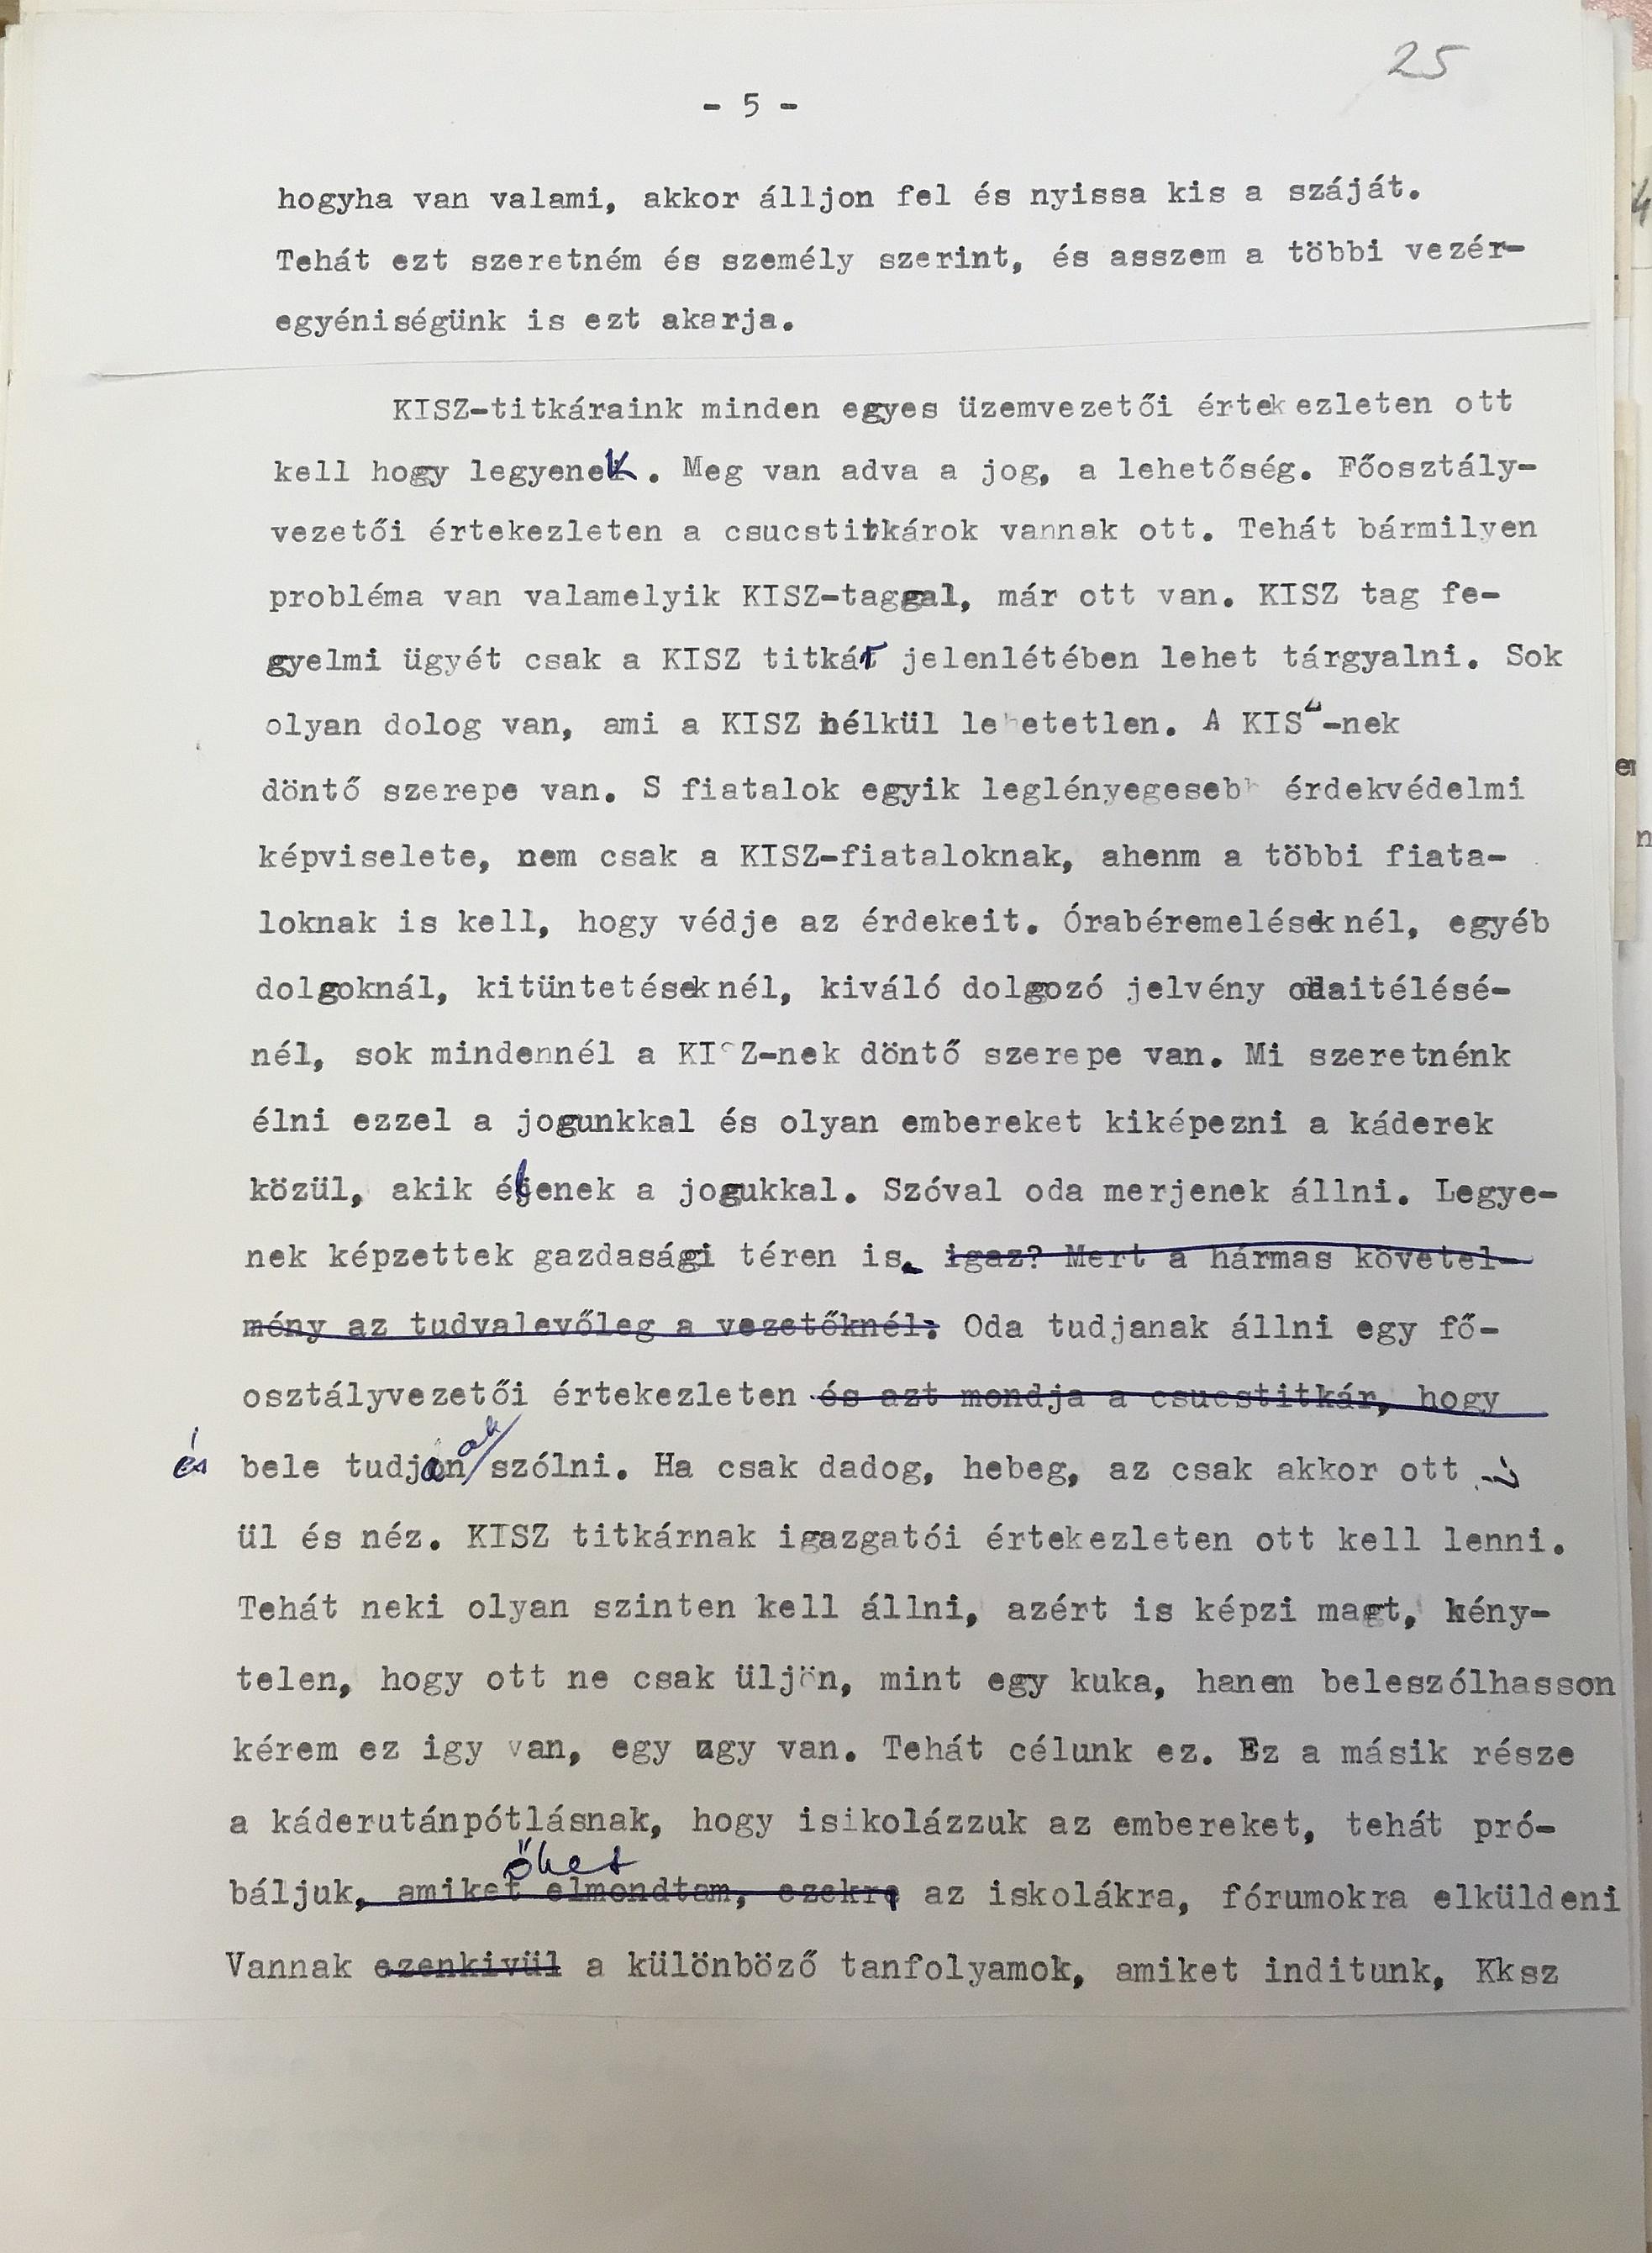 25
- 5 -
hogyha van valami, akkor álljon fel és nyissa kis a száját.
Tehát ezt szeretném és személy szerint, és asszem a többi vezér-
egyéniségünk is ezt akarja.
KISZ-titkáraink minden egyes üzemvezetői értekezleten ott
kell hogy legyenek. Meg van adva a jog, a lehetőség. Főosztály-
vezetői értekezleten a csucstitkárok vannak ott. Tehát bármilyen
probléma van valamelyik KISZ-taggal, már ott van. KISZ tag fe-
gyelmi ügyét csak a KISZ titkár jelenlétében lehet tárgyalni. Sok
olyan dolog van, ami a KISZ nélkül lehetetlen. A KISZ-nek
döntő szerepe van. S fiatalok egyik leglényegesebb érdekvédelmi
képviselete, nem csak a KISZ-fiataloknak, ahenm a többi fiata-
loknak is kell, hogy védje az érdekeit. Órabéremeléseknél, egyéb
dolgoknál, kitüntetéseknél, kiváló dolgozó jelvény odaitélésé-
nél, sok mindennél a KISZ-nek döntő szerepe van. Mi szeretnénk
élni ezzel a jogunkkal és olyan embereket kiképezni a káderek
közül, akik éljenek a jogukkal. Szóval oda merjenek állni. Legye-
nek képzettek gazdasági téren is. igaz? Mert a hármas követel-
mény az tudvalevőleg a vezetőknél. Oda tudjanak állni egy fő-
osztályvezetői értekezleten és azt mondja a csucstitkár, hogy
és bele tudjanak szólni. Ha csak dadog, hebeg, az csak akkor ott
ül és néz. KISZ titkárnak igazgatói értekezleten ott kell lenni.
Tehát neki olyan szinten kell állni, azért is képzi magt, kény-
telen, hogy ott ne csak üljön, mint egy kuka, hanem beleszólhasson
kérem ez igy van, egy ugy van. Tehát célunk ez. Ez a másik része
a káderutánpótlásnak, hogy isikolázzuk az embereket, tehát pró-
őket
báljuk, amiket elmondtam, ezekre az iskolákra, fórumokra elküldeni
Vannak ezenkivül a különböző tanfolyamok, amiket inditunk, Kksz